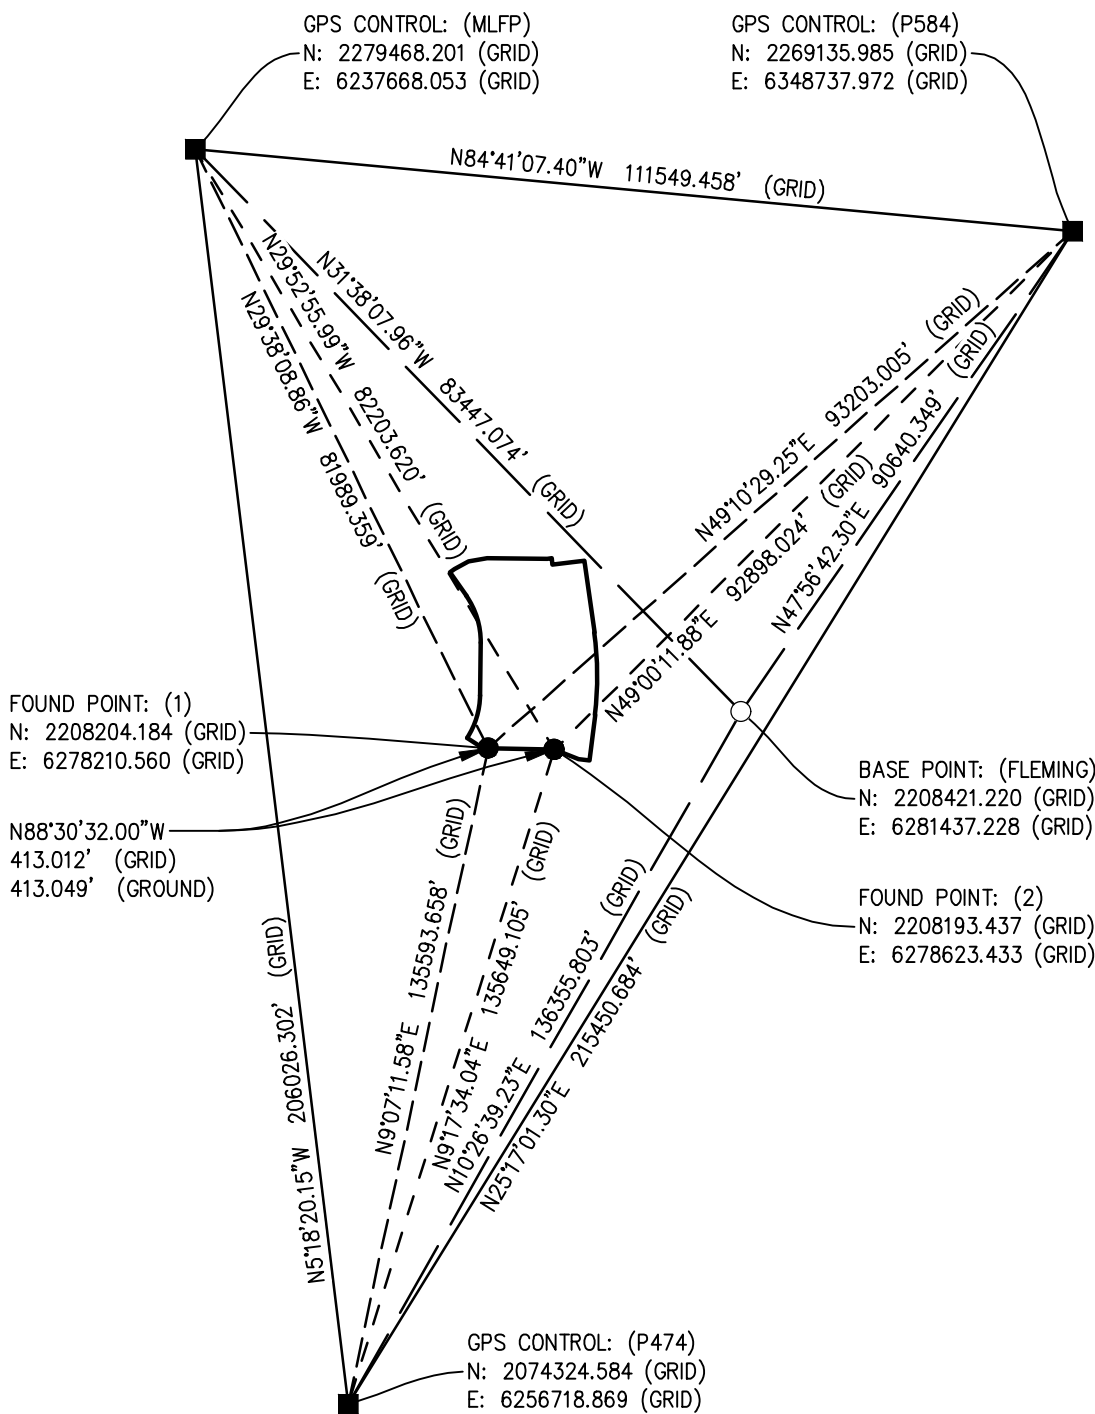 GPS CONTROL: (MLFP)
N: 2279468.201 (GRID)
E: 6237668.053 (GRID)
GPS CONTROL: (P584)
N: 2269135.985 (GRID)
E: 6348737.972 (GRID)
N84°41'07.40"W 111549.458' (GRID)
N31°38'07.96"W 83447.074' (GRID)
N29°52'55.99"W 82203.620' (GRID)
N29°38'08.86"W 81989.359' (GRID)
N49°10'29.25"E 93203.005' (GRID)
N49°00'11.88"E 92898.024' (GRID)
N47°56'42.30"E 90640.349' (GRID)
FOUND POINT: (1)
N: 2208204.184 (GRID)
E: 6278210.560 (GRID)
N88°30'32.00"W
413.012' (GRID)
413.049' (GROUND)
BASE POINT: (FLEMING)
N: 2208421.220 (GRID)
E: 6281437.228 (GRID)
FOUND POINT: (2)
N: 2208193.437 (GRID)
E: 6278623.433 (GRID)
N5°18'20.15"W 206026.302' (GRID)
N9°07'11.58"E 135593.658' (GRID)
N9°17'34.04"E 135649.105' (GRID)
N10°26'39.23"E 136355.803' (GRID)
N25°17'01.30"E 215450.684' (GRID)
GPS CONTROL: (P474)
N: 2074324.584 (GRID)
E: 6256718.869 (GRID)